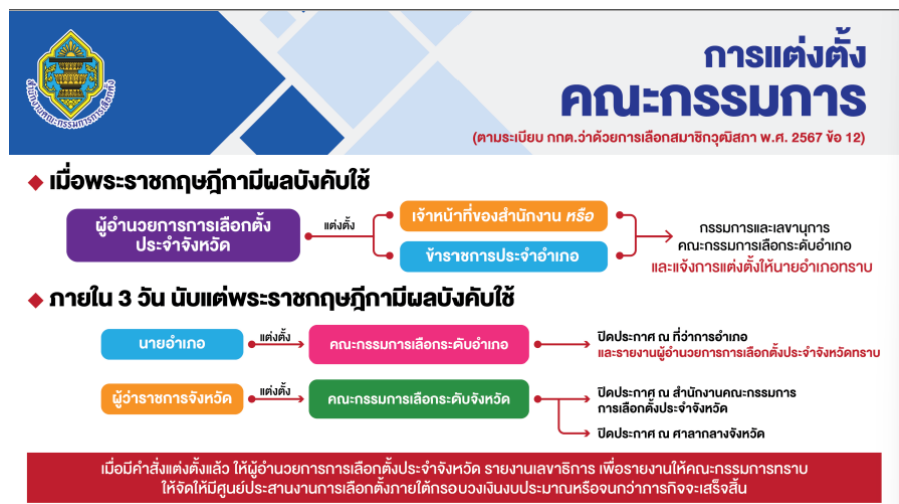 สำนักงานคณะกรรมการการเลือกตั้ง
การแต่งตั้ง
คณะกรรมการ
(ตามระเบียบ กกต.ว่าด้วยการเลือกสมาชิกวุฒิสภา พ.ศ. 2567 ข้อ 12)
เมื่อพระราชกฤษฎีกามีผลบังคับใช้
ผู้อำนวยการการเลือกตั้ง
ประจำจังหวัด
แต่งตั้ง
เจ้าหน้าที่ของสำนักงาน หรือ
ข้าราชการประจำอำเภอ
กรรมการและเลขานุการ
คณะกรรมการเลือกระดับอำเภอ
และแจ้งการแต่งตั้งให้นายอำเภอทราบ
ภายใน 3 วัน นับแต่พระราชกฤษฎีกามีผลบังคับใช้
นายอำเภอ
แต่งตั้ง
คณะกรรมการเลือกระดับอำเภอ
ปิดประกาศ ณ ที่ว่าการอำเภอ
และรายงานผู้อำนวยการการเลือกตั้งประจำจังหวัดทราบ
ผู้ว่าราชการจังหวัด
แต่งตั้ง
คณะกรรมการเลือกระดับจังหวัด
ปิดประกาศ ณ สำนักงานคณะกรรมการ
การเลือกตั้งประจำจังหวัด
ปิดประกาศ ณ ศาลากลางจังหวัด
เมื่อมีคำสั่งแต่งตั้งแล้ว ให้ผู้อำนวยการการเลือกตั้งประจำจังหวัด รายงานเลขาธิการ เพื่อรายงานให้คณะกรรมการทราบ
ให้จัดให้มีศูนย์ประสานงานการเลือกตั้งภายใต้กรอบวงเงินงบประมาณหรือจนกว่าภารกิจจะเสร็จสิ้น